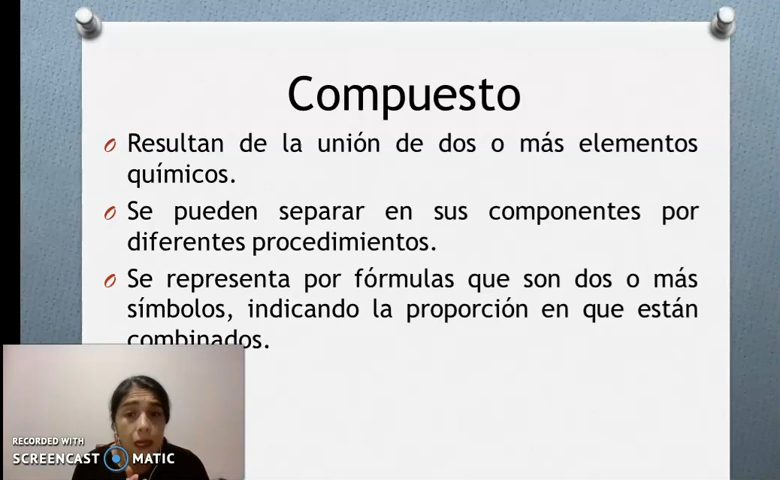 Compuesto
Resultan de la unión de dos o más elementos
químicos.
Se pueden separar en sus componentes por
diferentes procedimientos.
Se representa por fórmulas que son dos o más
símbolos, indicando la proporción en que están
combinados.
RECORDED WITH
SCREENCAST MATIC